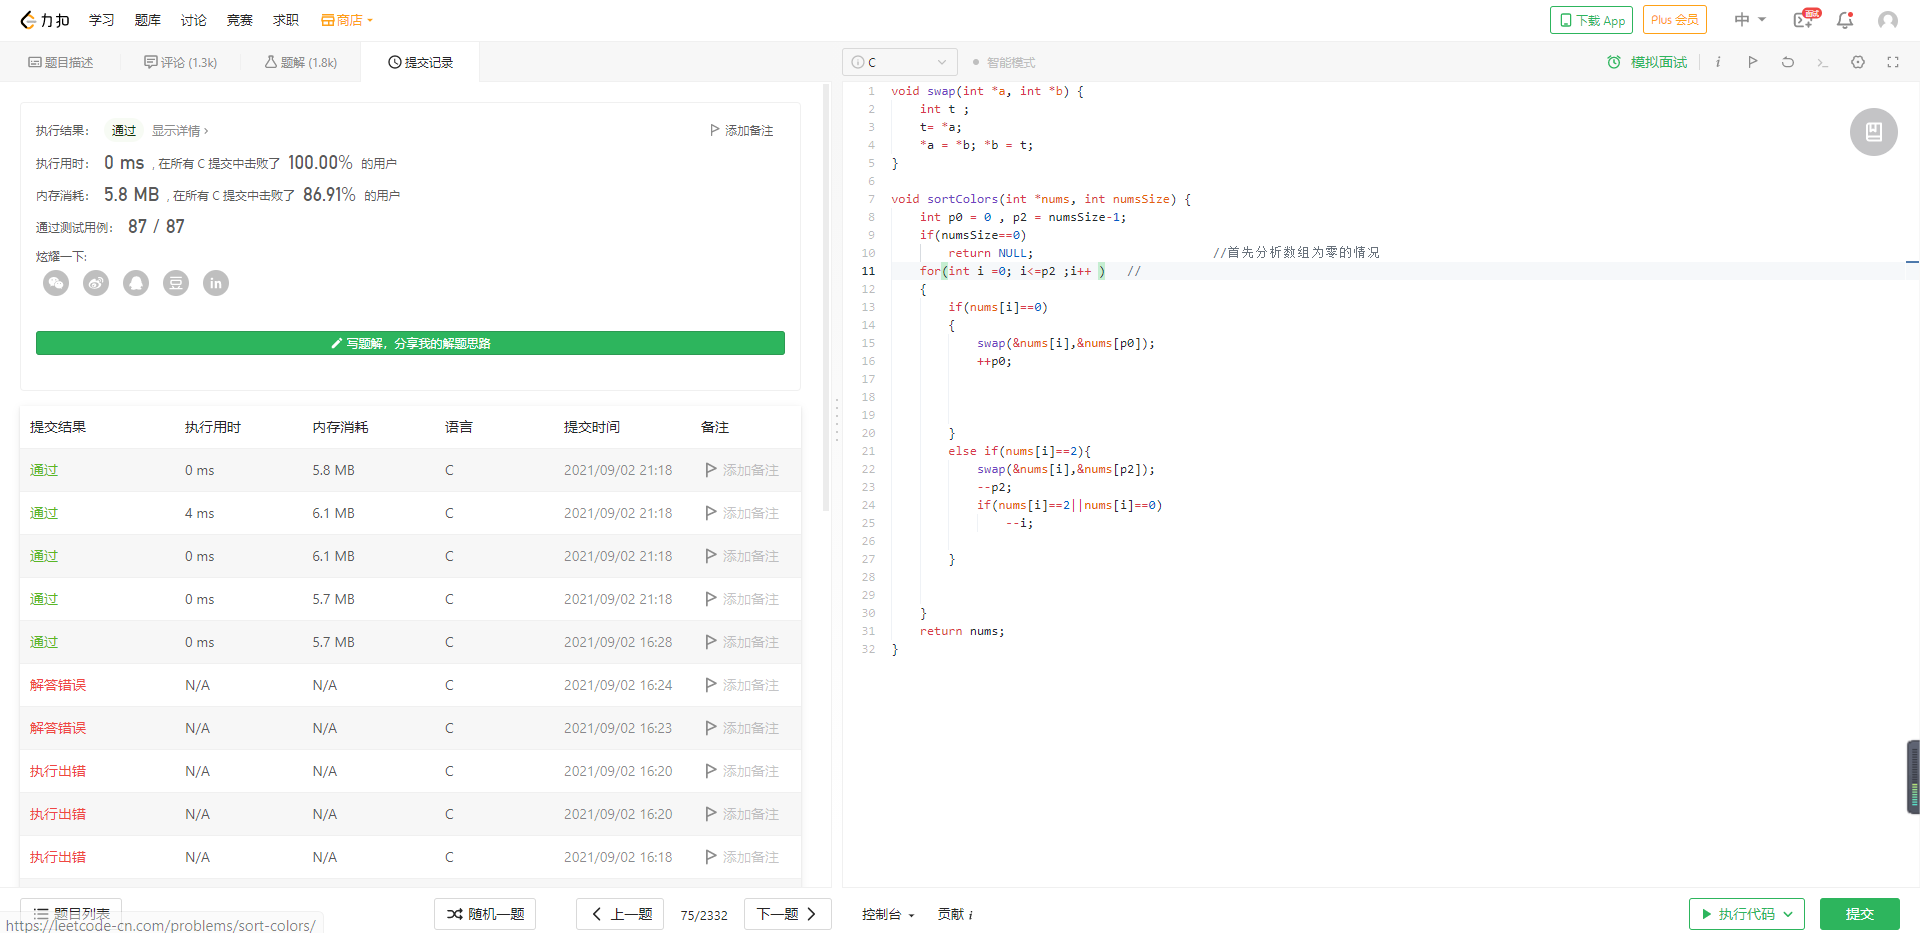 力扣 学习 题库 讨论 竞赛 求职 商店
下载 App Plus 会员 中 面试
题目描述 评论 (1.3k) 题解 (1.8k) 提交记录
C 智能模式 模拟面试 i
执行结果： 通过 显示详情 › 添加备注
执行用时： 0 ms , 在所有 C 提交中击败了 100.00% 的用户
内存消耗： 5.8 MB , 在所有 C 提交中击败了 86.91% 的用户
通过测试用例： 87 / 87
炫耀一下:
豆 in
写题解，分享我的解题思路
提交结果 执行用时 内存消耗 语言 提交时间 备注
通过 0 ms 5.8 MB C 2021/09/02 21:18 添加备注
通过 4 ms 6.1 MB C 2021/09/02 21:18 添加备注
通过 0 ms 6.1 MB C 2021/09/02 21:18 添加备注
通过 0 ms 5.7 MB C 2021/09/02 21:18 添加备注
通过 0 ms 5.7 MB C 2021/09/02 16:28 添加备注
解答错误 N/A N/A C 2021/09/02 16:24 添加备注
解答错误 N/A N/A C 2021/09/02 16:23 添加备注
执行出错 N/A N/A C 2021/09/02 16:20 添加备注
执行出错 N/A N/A C 2021/09/02 16:20 添加备注
执行出错 N/A N/A C 2021/09/02 16:18 添加备注
1 void swap(int *a, int *b) {
2 int t ;
3 t= *a;
4 *a = *b; *b = t;
5 }
6
7 void sortColors(int *nums, int numsSize) {
8 int p0 = 0 , p2 = numsSize-1;
9 if(numsSize==0)
10 return NULL; //首先分析数组为零的情况
11 for(int i =0; i<=p2 ;i++ ) //
12 {
13 if(nums[i]==0)
14 {
15 swap(&nums[i],&nums[p0]);
16 ++p0;
17
18
19
20 }
21 else if(nums[i]==2){
22 swap(&nums[i],&nums[p2]);
23 --p2;
24 if(nums[i]==2||nums[i]==0)
25 --i;
26
27 }
28
29
30 }
31 return nums;
32 }
题目列表 随机一题 上一题 75/2332 下一题 控制台 贡献 i 执行代码 提交
https://leetcode-cn.com/problems/sort-colors/